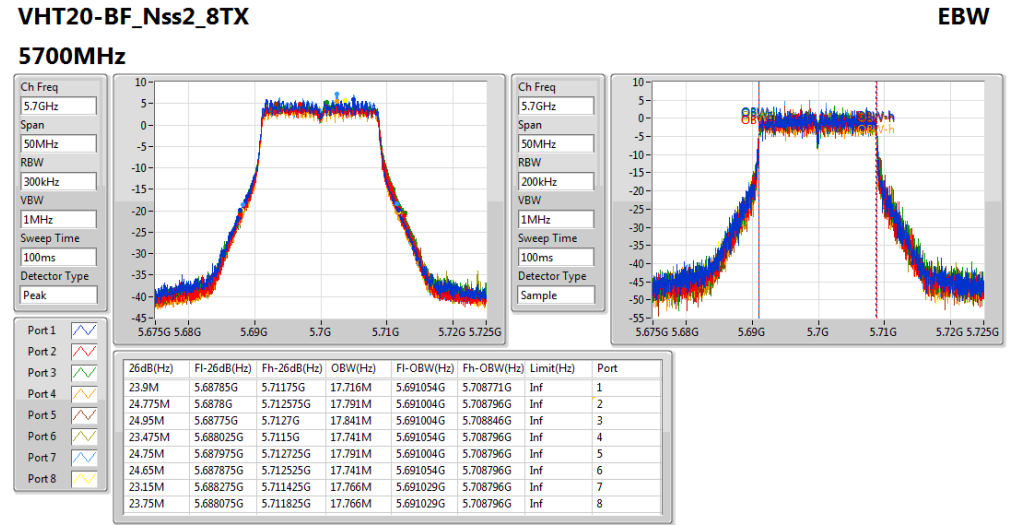 VHT20-BF_Nss2_8TX
EBW
5700MHz
Ch Freq
5.7GHz
Span
50MHz
RBW
300kHz
VBW
1MHz
Sweep Time
100ms
Detector Type
Peak
10
5
0
-5
-10
-15
-20
-25
-30
-35
-40
-45
5.675G 5.68G 5.69G 5.7G 5.71G 5.72G 5.725G
Ch Freq
5.7GHz
Span
50MHz
RBW
200kHz
VBW
1MHz
Sweep Time
100ms
Detector Type
Sample
10
5
0
-5
-10
-15
-20
-25
-30
-35
-40
-45
-50
-55
5.675G 5.68G 5.69G 5.7G 5.71G 5.72G 5.725G
Port 1
Port 2
Port 3
Port 4
Port 5
Port 6
Port 7
Port 8
26dB(Hz) Fl-26dB(Hz) Fh-26dB(Hz) OBW(Hz) Fl-OBW(Hz) Fh-OBW(Hz) Limit(Hz) Port
23.9M 5.68785G 5.71175G 17.716M 5.691054G 5.708771G Inf 1
24.775M 5.6878G 5.712575G 17.791M 5.691004G 5.708796G Inf 2
24.95M 5.68775G 5.7127G 17.841M 5.691004G 5.708846G Inf 3
23.475M 5.688025G 5.7115G 17.741M 5.691054G 5.708796G Inf 4
24.75M 5.687975G 5.712725G 17.791M 5.691004G 5.708796G Inf 5
24.65M 5.687875G 5.712525G 17.741M 5.691054G 5.708796G Inf 6
23.15M 5.688275G 5.711425G 17.766M 5.691029G 5.708796G Inf 7
23.75M 5.688075G 5.711825G 17.766M 5.691029G 5.708796G Inf 8